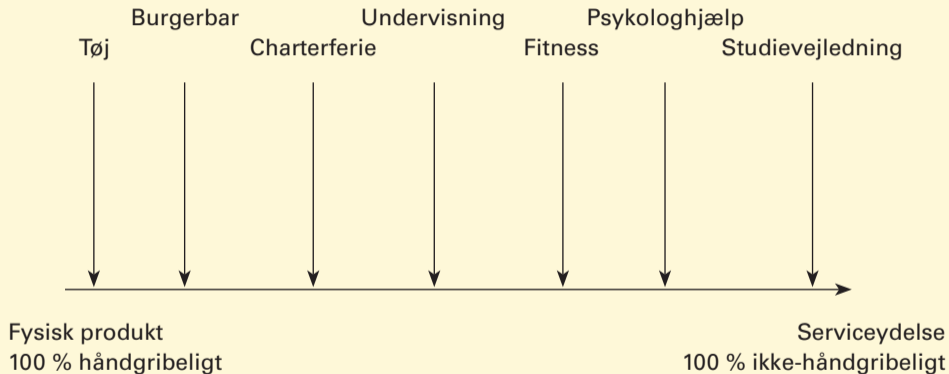 Burgerbar Undervisning Psykologhjælp
Tøj Charterferie Fitness Studievejledning
Fysisk produkt Serviceydelse
100 % håndgribeligt 100 % ikke-håndgribeligt